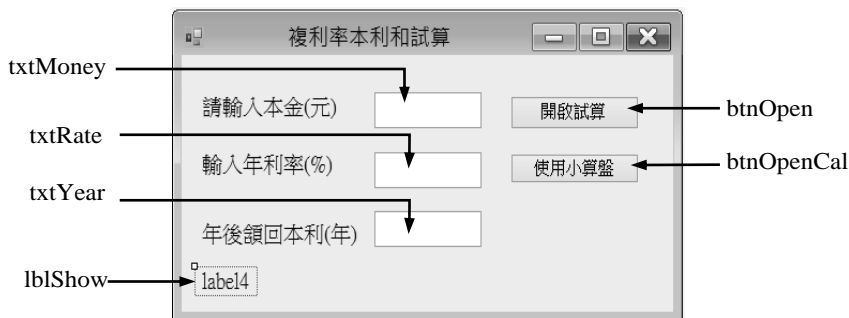 複利率本利和試算
txtMoney
請輸入本金(元)
開啟試算
btnOpen
txtRate
輸入年利率(%)
使用小算盤
btnOpenCal
txtYear
年後領回本利(年)
lblShow
label4